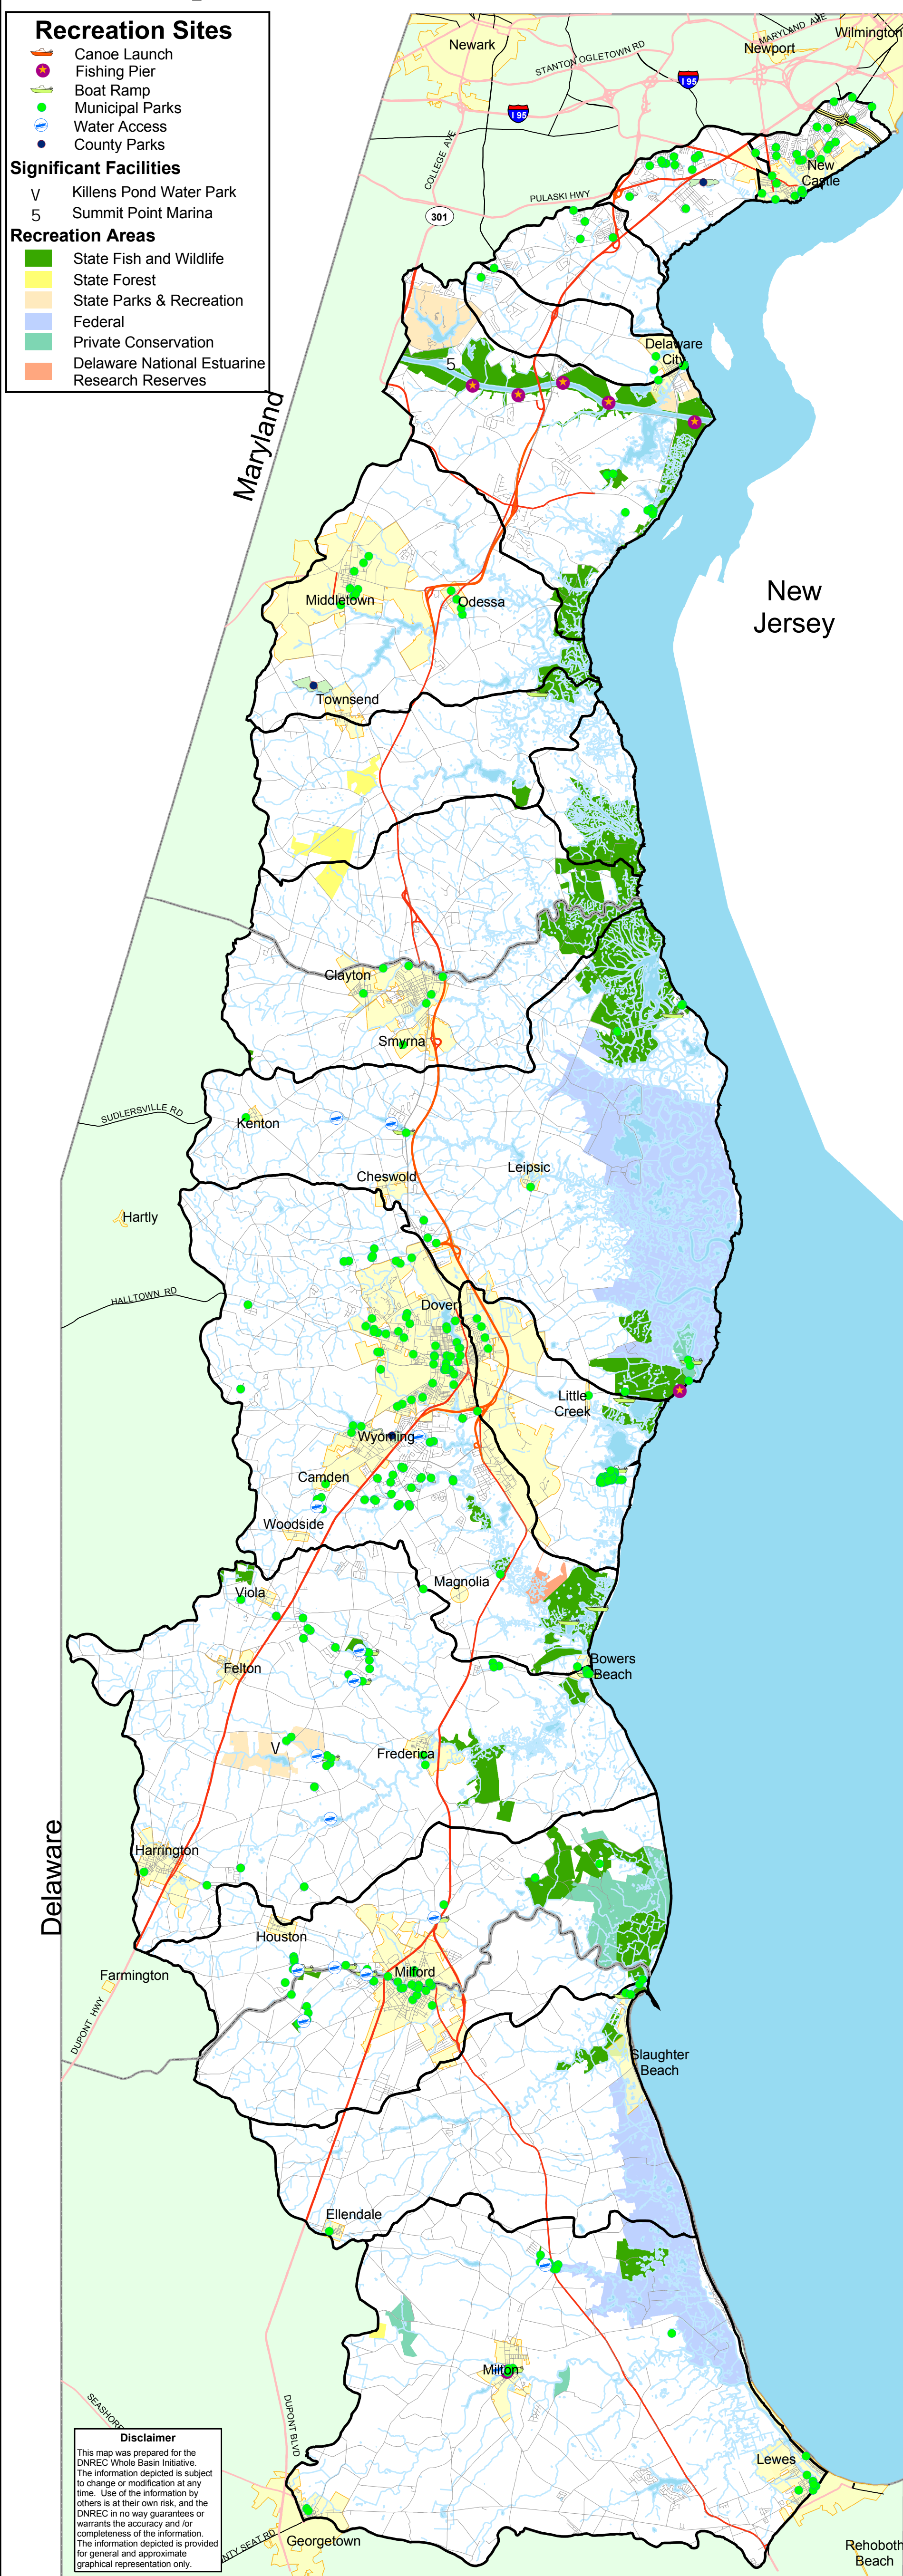 Recreation Sites
Canoe Launch
Fishing Pier
Boat Ramp
Municipal Parks
Water Access
County Parks
Significant Facilities
V Killens Pond Water Park
5 Summit Point Marina
Recreation Areas
State Fish and Wildlife
State Forest
State Parks & Recreation
Federal
Private Conservation
Delaware National Estuarine
Research Reserves
Newark
STANTON OGLETOWN RD
MARYLAND AVE
Newport
Wilmington
I 95
I 95
COLLEGE AVE
New
Castle
PULASKI HWY
301
Delaware
City
5
Maryland
New
Jersey
Middletown
Odessa
Townsend
Clayton
Smyrna
SUDLERSVILLE RD
Kenton
Leipsic
Cheswold
Hartly
HALLTOWN RD
Dover
Little
Creek
Wyoming
Camden
Woodside
Viola
Magnolia
Felton
Bowers
Beach
V
Frederica
Delaware
Harrington
Houston
Farmington
Milford
DUPONT HWY
Slaughter
Beach
Ellendale
Milton
SEASHORE
DUPONT BLVD
Lewes
Georgetown
SEAT RD
Rehoboth
Beach
Disclaimer
This map was prepared for the
DNREC Whole Basin Initiative.
The information depicted is subject
to change or modification at any
time. Use of the information by
others is at their own risk, and the
DNREC in no way guarantees or
warrants the accuracy and /or
completeness of the information.
The information depicted is provided
for general and approximate
graphical representation only.